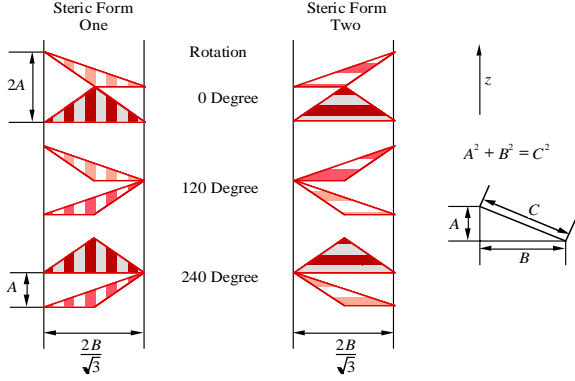 Steric Form
One
Steric Form
Two
Rotation
2A
0 Degree
z
A² + B² = C²
120 Degree
C
A
B
240 Degree
A
2B
√3
2B
√3